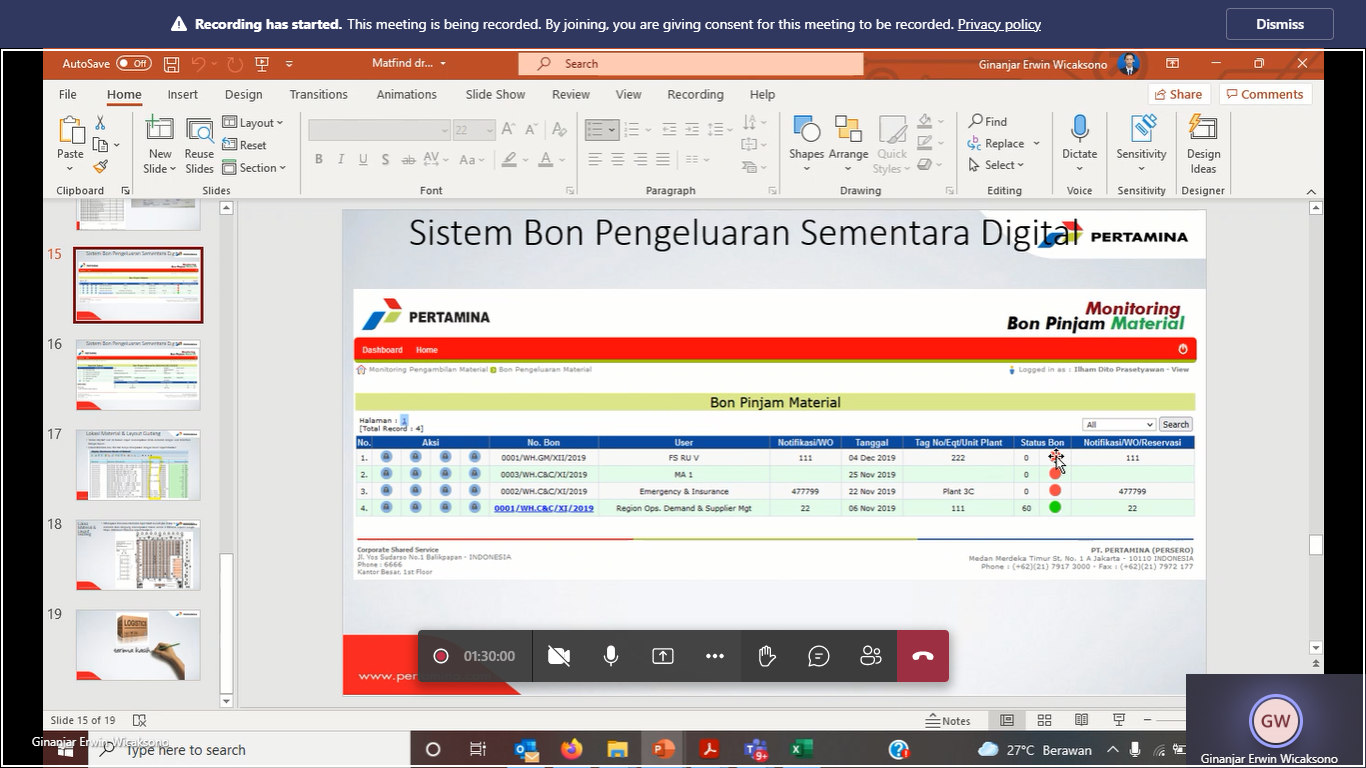 Recording has started. This meeting is being recorded. By joining, you are giving consent for this meeting to be recorded. Privacy policy
Dismiss
AutoSave Off
Matfind dr...
Search
Ginanjar Erwin Wicaksono
File Home Insert Design Transitions Animations Slide Show Review View Recording Help
Share Comments
Paste
New Slide
Reuse Slides
Layout
Reset
Section
22
Shapes
Arrange
Quick Styles
Find
Replace
Select
Dictate
Sensitivity
Design Ideas
Clipboard Slides Font Paragraph Drawing Editing Voice Sensitivity Designer
15
16
17
18
19
Sistem Bon Pengeluaran Sementara Digital
PERTAMINA
PERTAMINA
Monitoring
Bon Pinjam Material
Dashboard Home
Monitoring Pengambilan Material Bon Pengeluaran Material
Logged in as : Ilham Dito Prasetyawan - View
Bon Pinjam Material
Halaman : 1
[Total Record : 4]
All Search
No. Aksi No. Bon User Notifikasi/WO Tanggal Tag No/Eqt/Unit Plant Status Bon Notifikasi/WO/Reservasi
1. 0001/WH.GM/XII/2019 FS RU V 111 04 Dec 2019 222 0 111
2. 0003/WH.C&C/XI/2019 MA 1 25 Nov 2019 0
3. 0002/WH.C&C/XI/2019 Emergency & Insurance 477799 22 Nov 2019 Plant 3C 0 477799
4. 0001/WH.C&C/XI/2019 Region Ops. Demand & Supplier Mgt 22 06 Nov 2019 111 60 22
Corporate Shared Service
Jl. Yos Sudarso No.1 Balikpapan - INDONESIA
Phone : 6666
Kantor Besar, 1st Floor
PT. PERTAMINA (PERSERO)
Medan Merdeka Timur St. No. 1 A Jakarta - 10110 INDONESIA
Phone : (+62)(21) 7917 3000 - Fax : (+62)(21) 7972 177
LOGISTICS
terima kasih
01:30:00
Slide 15 of 19
Notes
Ginanjar Erwin Wicaksono
Type here to search
27°C Berawan
GW
Ginanjar Erwin Wicaksono